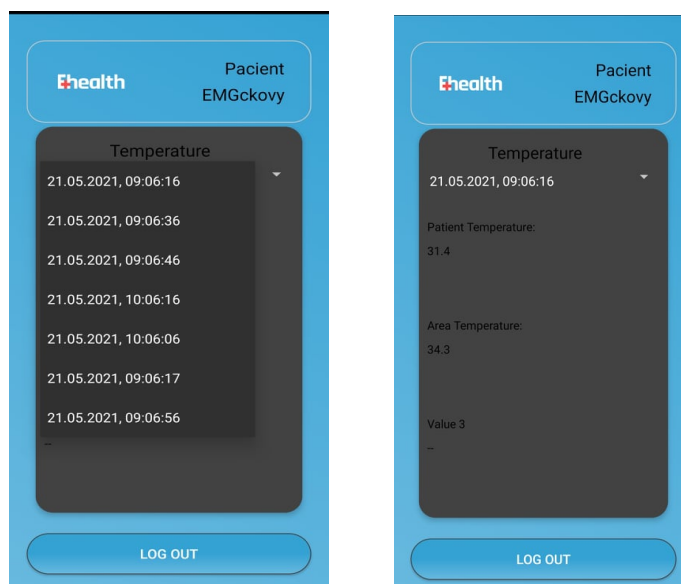 Ehealth
Pacient
EMGckovy
Temperature
21.05.2021, 09:06:16
21.05.2021, 09:06:36
21.05.2021, 09:06:46
21.05.2021, 10:06:16
21.05.2021, 10:06:06
21.05.2021, 09:06:17
21.05.2021, 09:06:56
--
LOG OUT
Ehealth
Pacient
EMGckovy
Temperature
21.05.2021, 09:06:16
Patient Temperature:
31.4
Area Temperature:
34.3
Value 3
--
LOG OUT